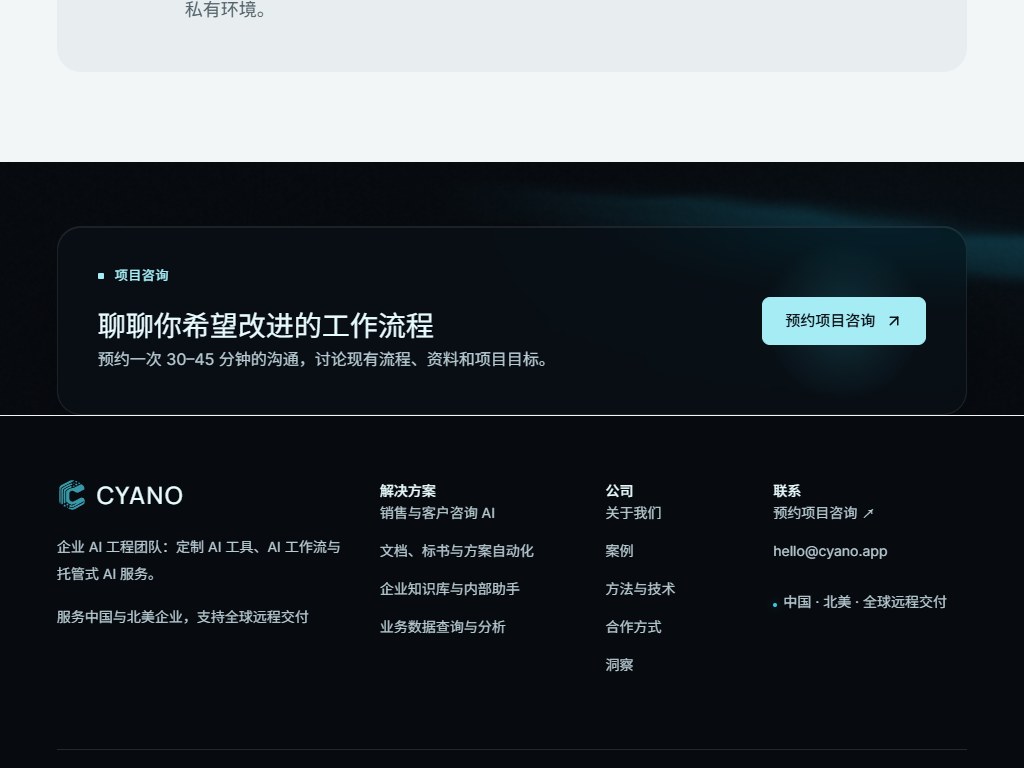 私有环境。
项目咨询
聊聊你希望改进的工作流程
预约一次 30–45 分钟的沟通，讨论现有流程、资料和项目目标。
预约项目咨询 ↗
CYANO
企业 AI 工程团队：定制 AI 工具、AI 工作流与
托管式 AI 服务。
服务中国与北美企业，支持全球远程交付
解决方案
销售与客户咨询 AI
文档、标书与方案自动化
企业知识库与内部助手
业务数据查询与分析
公司
关于我们
案例
方法与技术
合作方式
洞察
联系
预约项目咨询 ↗
hello@cyano.app
中国 · 北美 · 全球远程交付